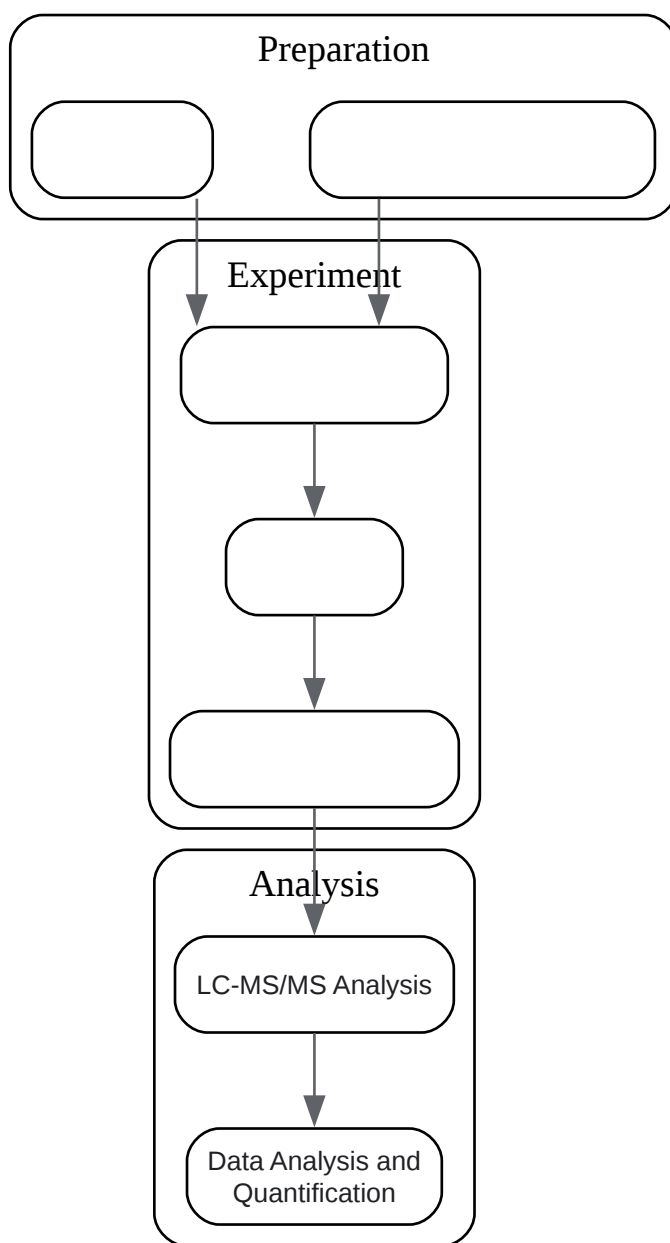 Preparation
Experiment
Analysis
LC-MS/MS Analysis
Data Analysis and
Quantification